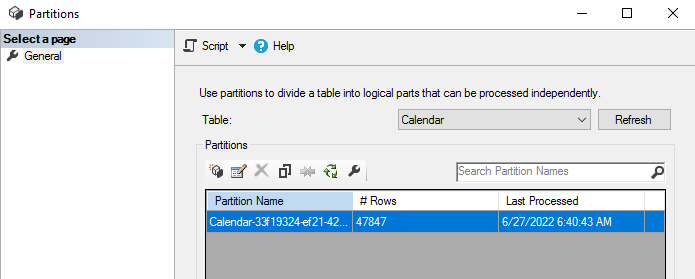 Partitions
Select a page
General
Script
Help
Use partitions to divide a table into logical parts that can be processed independently.
Table: Calendar Refresh
Partitions
Search Partition Names
Partition Name # Rows Last Processed
Calendar-33f19324-ef21-42... 47847 6/27/2022 6:40:43 AM